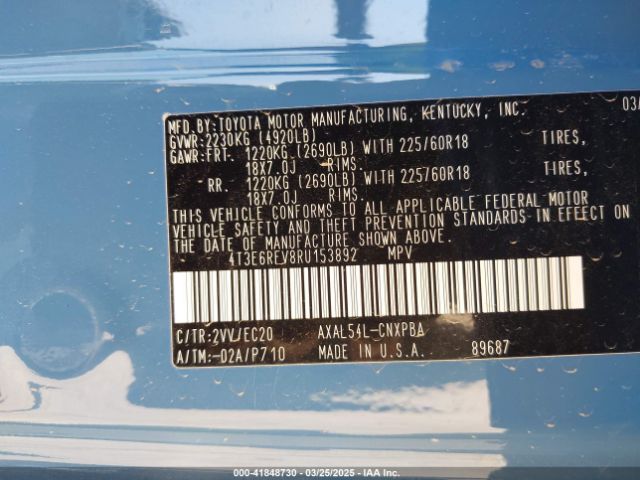 MFD.BY:TOYOTA MOTOR MANUFACTURING, KENTUCKY, INC. 03/
GVWR:2230KG (4920LB)
GAWR:FRT. 1220KG (2690LB) WITH 225/60R18 TIRES,
18X7.0J RIMS.
RR. 1220KG (2690LB) WITH 225/60R18 TIRES,
18X7.0J RIMS.
THIS VEHICLE CONFORMS TO ALL APPLICABLE FEDERAL MOTOR
VEHICLE SAFETY AND THEFT PREVENTION STANDARDS IN EFFECT ON
THE DATE OF MANUFACTURE SHOWN ABOVE.
4T3E6RFV8RU153892 MPV
C/TR:2VV/EC20 AXAL54L-CNXPBA
A/TM:-02A/P710 MADE IN U.S.A. 89687
000-41848730 — 03/25/2025 — IAA Inc.